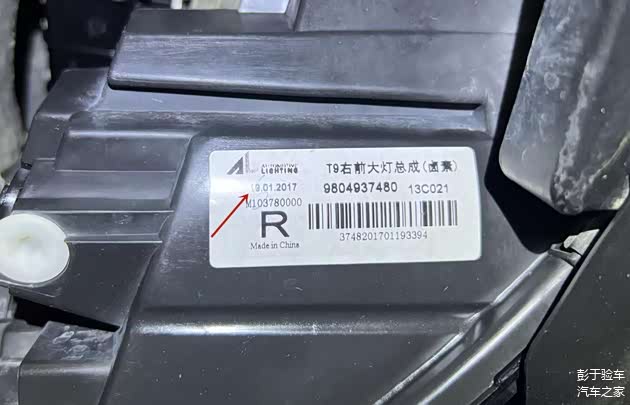 AL LIGHTING
T9右前大灯总成(卤素)
19.01.2017
9804937480 13C021
M103780000
R
Made in China
3748201701193394
彭于验车
汽车之家